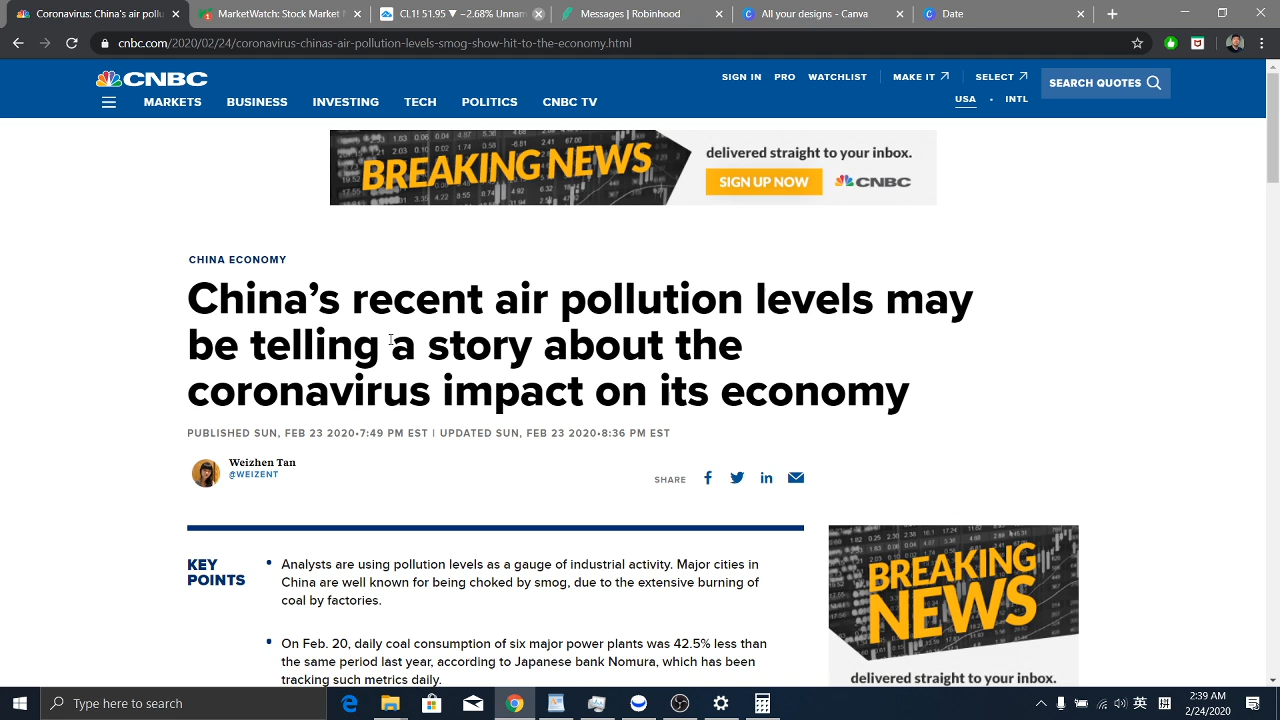 China's coronavirus, air pollu
Market data a
CL1! 51.95 ▼ -2.68%
Pollution and Robinhood
All your designs - Canva
Date
cnbc.com/2020/02/24/coronavirus-chinas-air-pollution-levels-smog-show-hit-to-the-economy.html
CNBC
SIGN IN PRO WATCHLIST MAKE IT SELECT
SEARCH QUOTES
USA • INTL
MARKETS BUSINESS INVESTING TECH POLITICS CNBC TV
BREAKING NEWS
delivered straight to your inbox.
SIGN UP NOW CNBC
CHINA ECONOMY
China's recent air pollution levels may
be telling a story about the
coronavirus impact on its economy
PUBLISHED SUN, FEB 23 2020•7:49 PM EST | UPDATED SUN, FEB 23 2020•8:36 PM EST
Weizhen Tan
@WEIZENT
SHARE
KEY
POINTS
• Analysts are using pollution levels as a gauge of industrial activity. Major cities in
China are well known for being choked by smog, due to the extensive burning of
coal by factories.
• On Feb. 20, daily coal consumption of six major power plants was 42.5% less than
the same period last year, according to Japanese bank Nomura, which has been
tracking such metrics daily.
BREAKING
NEWS
delivered straight to your inbox.
Type here to search
英
拼
2:39 AM
2/24/2020